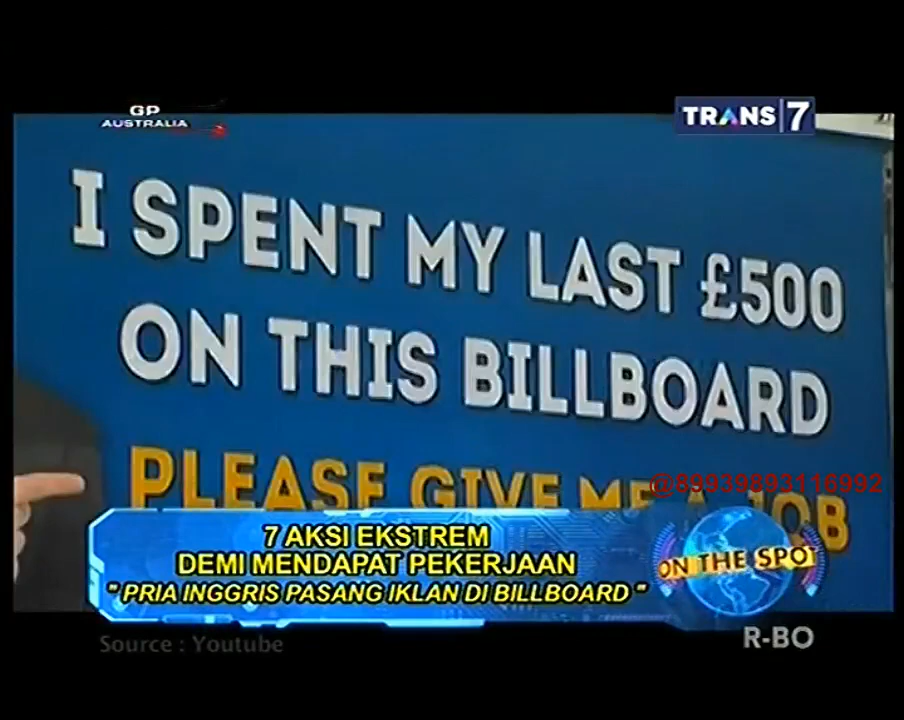 GP
AUSTRALIA
TRANS|7
I SPENT MY LAST £500
ON THIS BILLBOARD
PLEASE GIVE ME A JOB
@89939893116992
7 AKSI EKSTREM
DEMI MENDAPAT PEKERJAAN
" PRIA INGGRIS PASANG IKLAN DI BILLBOARD "
ON THE SPOT
Source : Youtube
R-BO